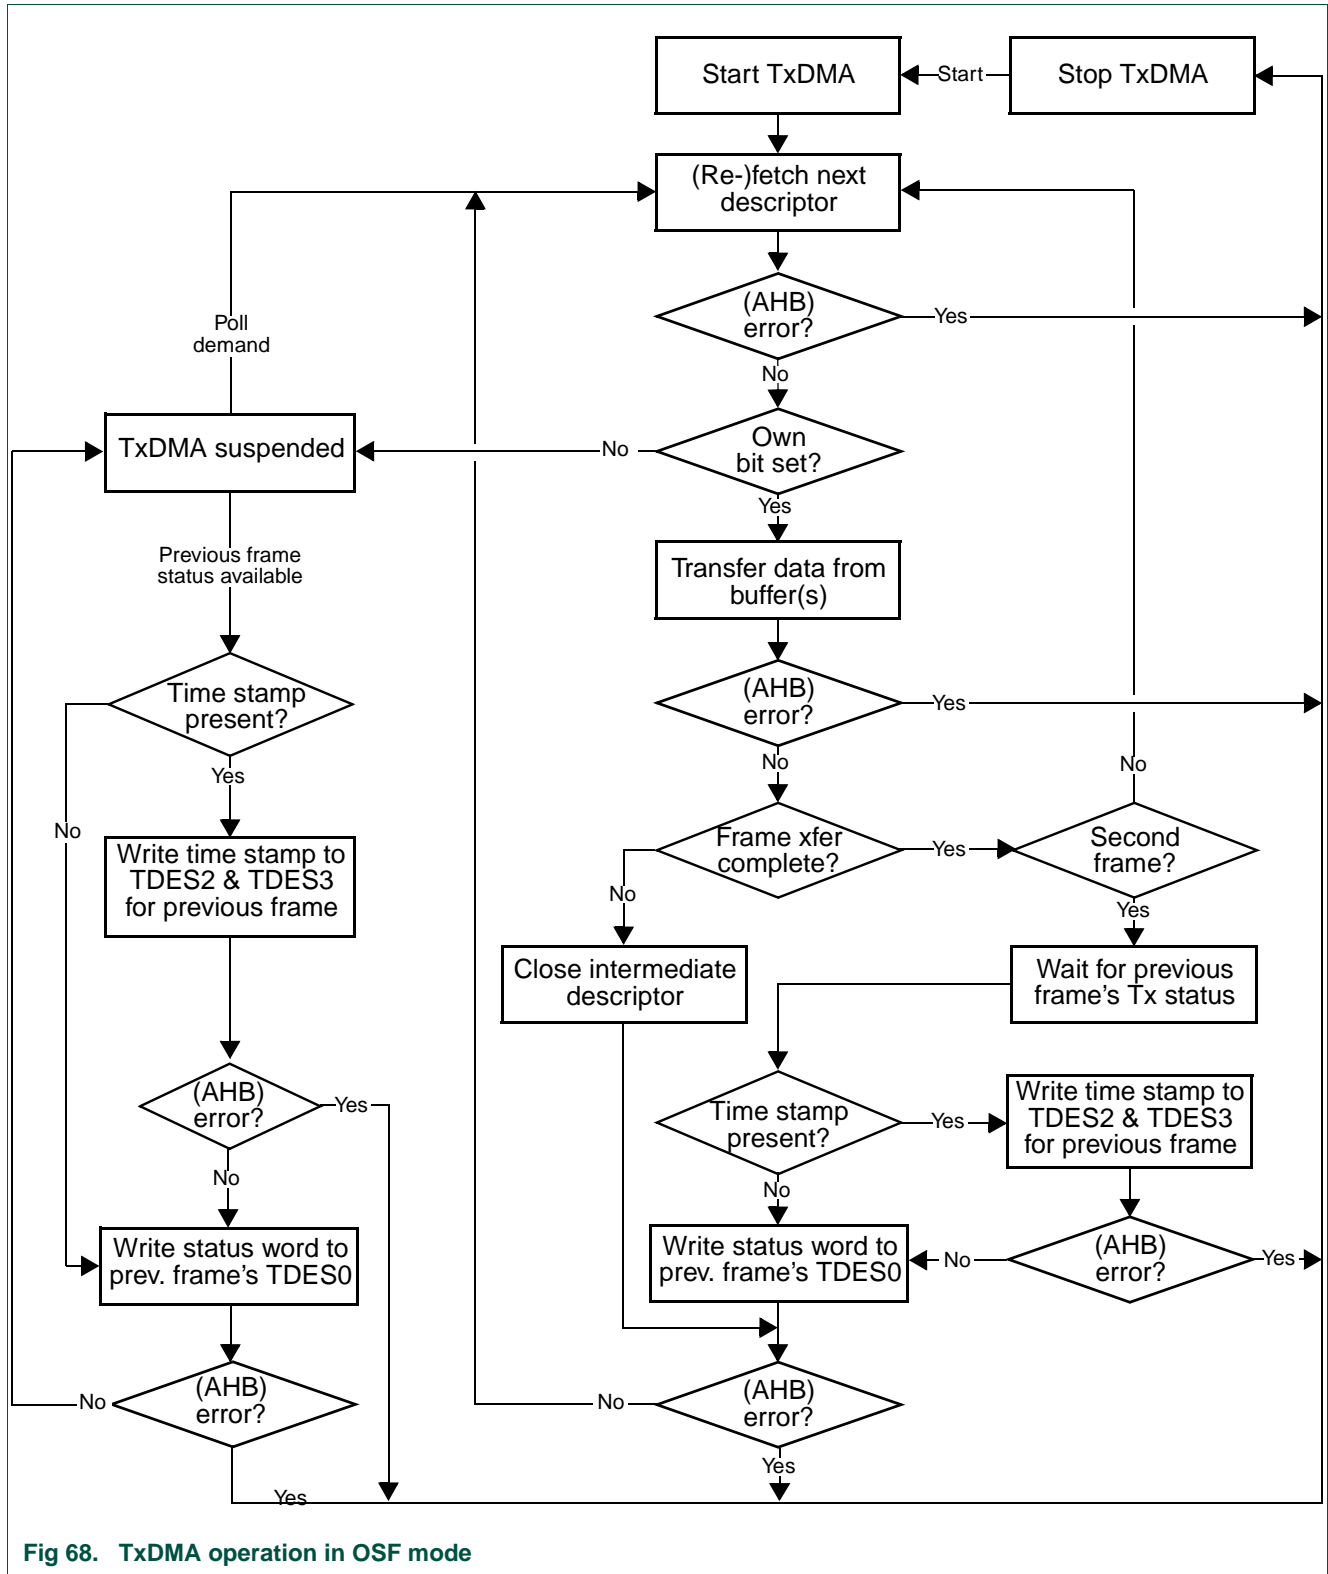 Start TxDMA
Start
Stop TxDMA
(Re-)fetch next
descriptor
(AHB)
error?
Yes
Poll
demand
No
TxDMA suspended
No
Own
bit set?
Yes
Previous frame
status available
Transfer data from
buffer(s)
Time stamp
present?
(AHB)
error?
Yes
No
No
Yes
No
Frame xfer
complete?
Yes
Second
frame?
Write time stamp to
TDES2 & TDES3
for previous frame
No
Yes
Close intermediate
descriptor
Wait for previous
frame's Tx status
(AHB)
error?
Yes
Time stamp
present?
Yes
Write time stamp to
TDES2 & TDES3
for previous frame
No
No
Write status word to
prev. frame's TDES0
Write status word to
prev. frame's TDES0
No
(AHB)
error?
Yes
No
(AHB)
error?
No
(AHB)
error?
Yes
Yes
Fig 68. TxDMA operation in OSF mode